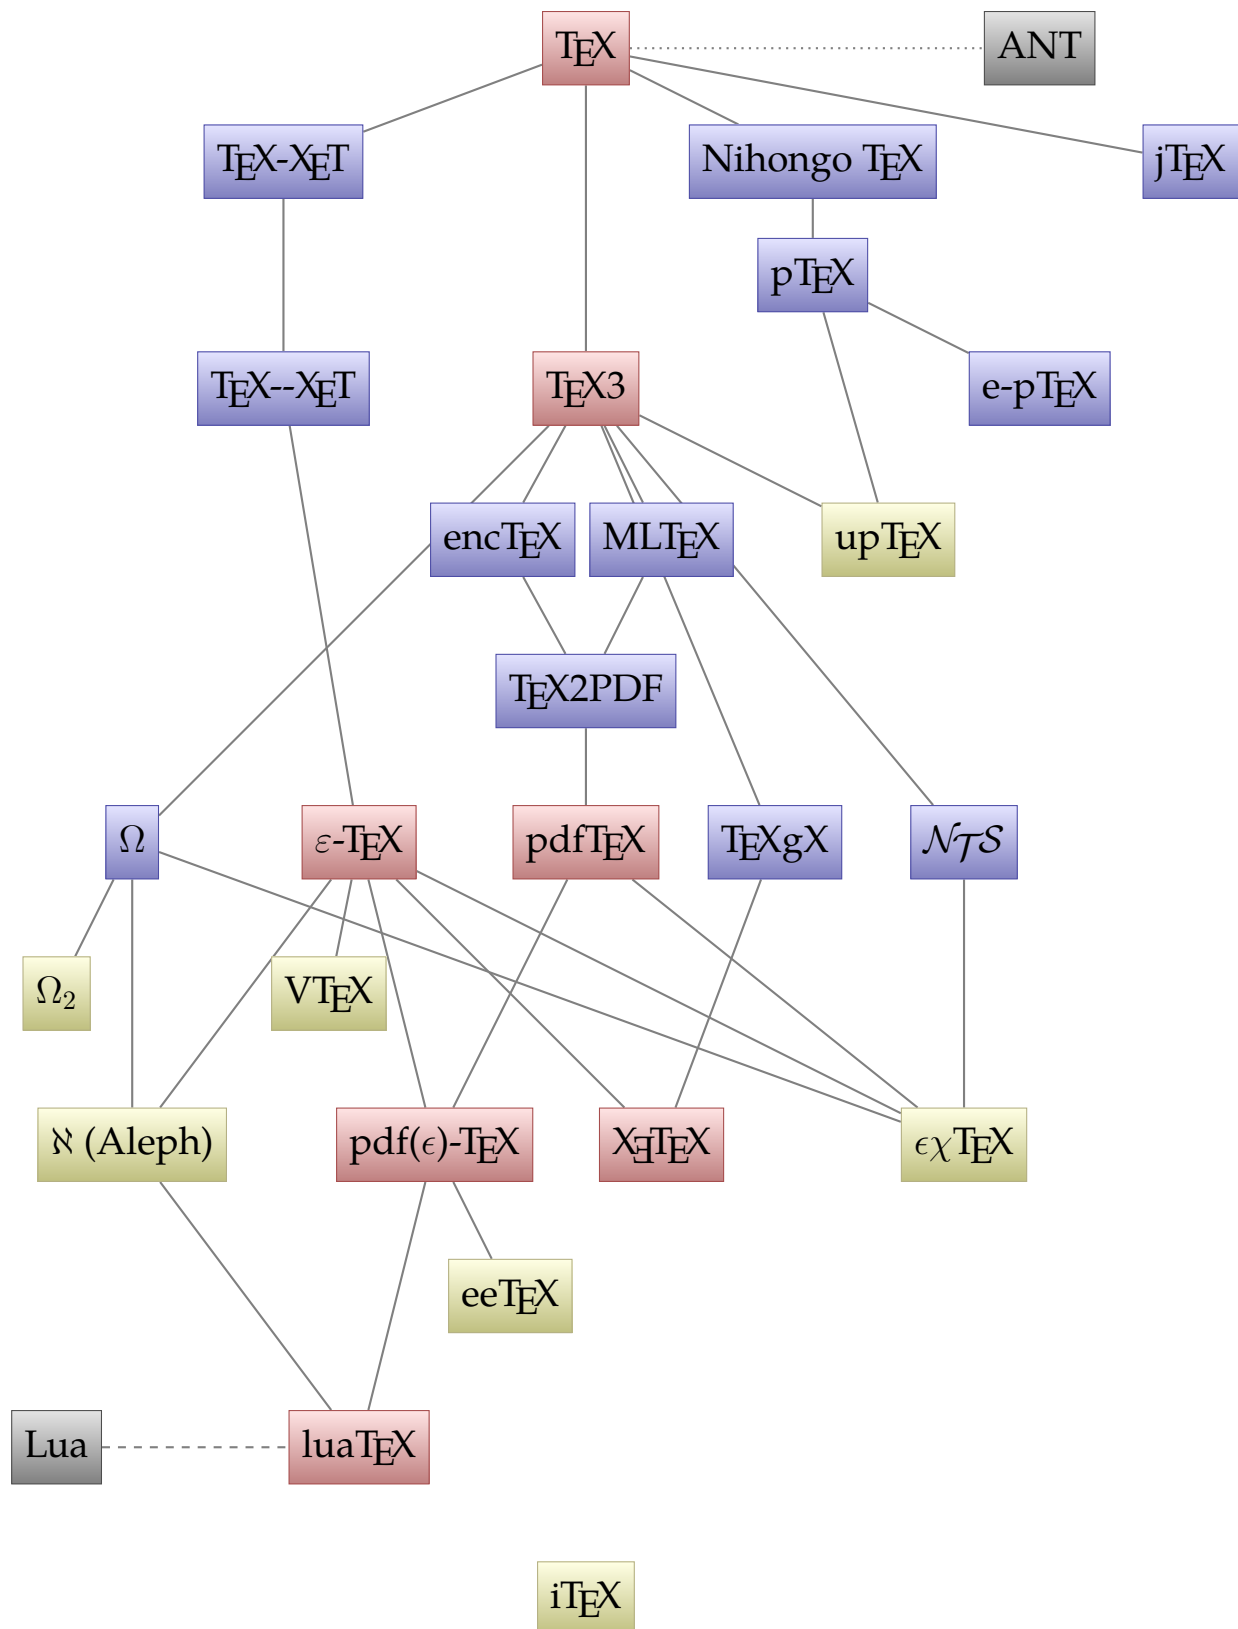 TEX
ANT
TEX-XET
Nihongo TEX
jTEX
pTEX
TEX--XET
TEX3
e-pTEX
encTEX
MLTEX
upTEX
TEX2PDF
Ω
ε-TEX
pdfTEX
TEXgX
𝒩𝒯𝒮
Ω₂
VTEX
ℵ (Aleph)
pdf(ϵ)-TEX
XƎTEX
ϵχTEX
eeTEX
Lua
luaTEX
iTEX